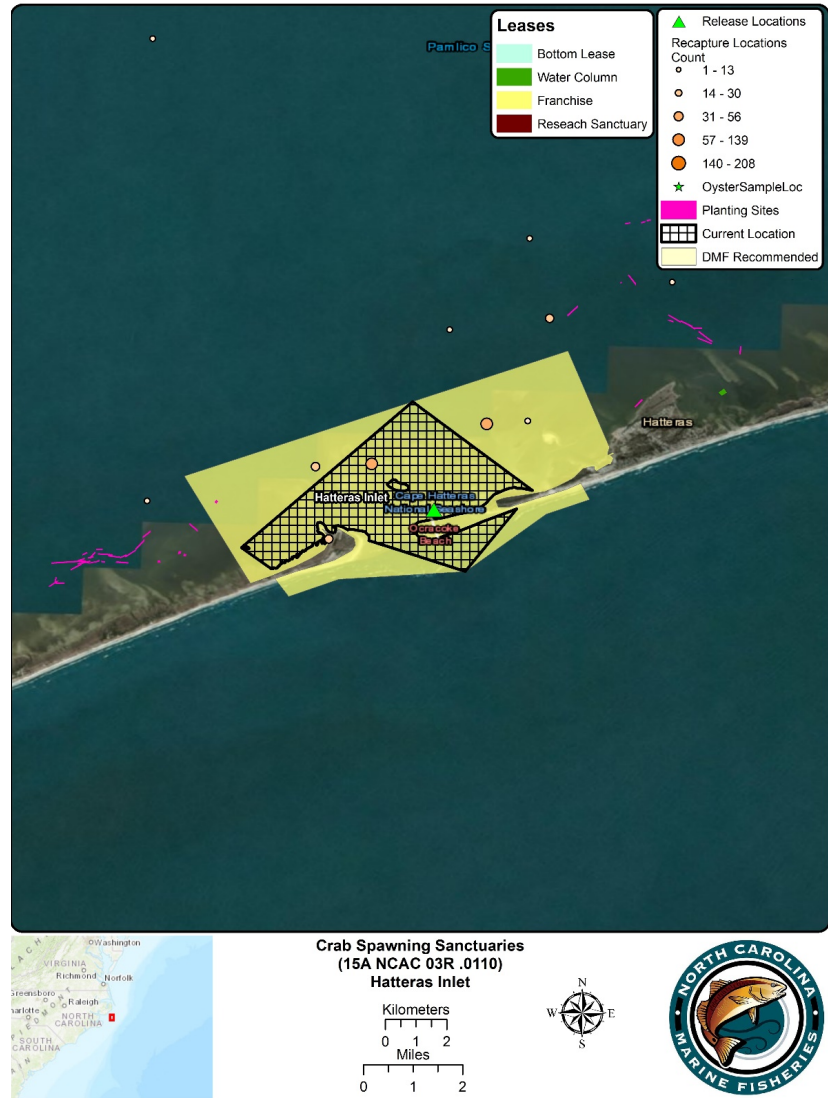 Pamlico S
Leases
Bottom Lease
Water Column
Franchise
Reseach Sanctuary
Release Locations
Recapture Locations
Count
1 - 13
14 - 30
31 - 56
57 - 139
140 - 208
OysterSampleLoc
Planting Sites
Current Location
DMF Recommended
Hatteras
Hatteras Inlet
Cape Hatteras
National Seashore
Ocracoke
Beach
Washington
VIRGINIA
Richmond
Norfolk
Greensboro
Raleigh
harlotte
NORTH
CAROLINA
SOUTH
CAROLINA
Crab Spawning Sanctuaries
(15A NCAC 03R .0110)
Hatteras Inlet
Kilometers
0 1 2
Miles
0 1 2
N
W E
S
NORTH CAROLINA
MARINE FISHERIES